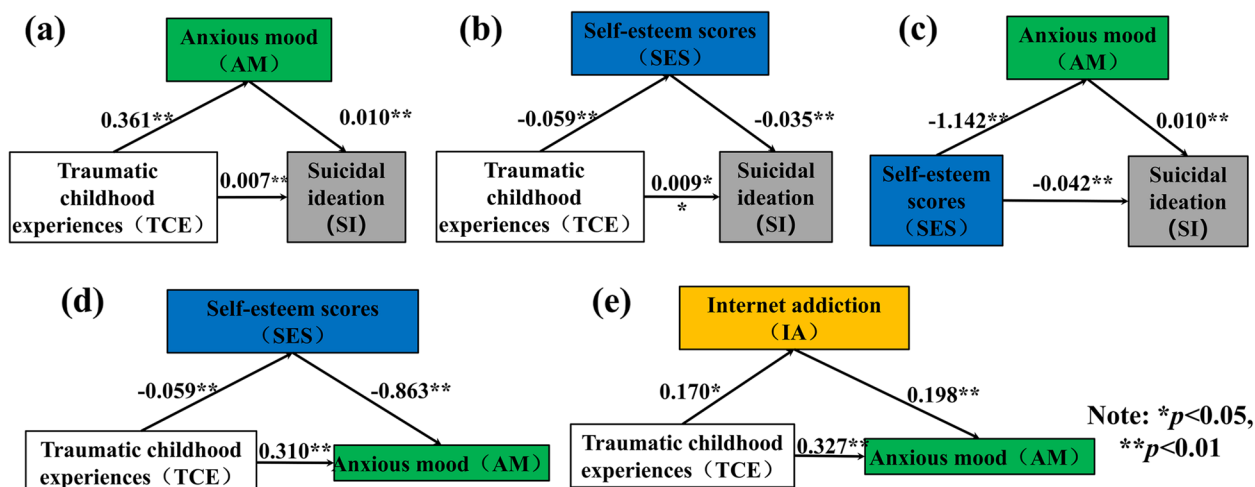 (a)
Anxious mood
（AM）
0.361**
0.010**
Traumatic
childhood
experiences（TCE）
0.007**
Suicidal
ideation
（SI）
(b)
Self-esteem scores
（SES）
-0.059**
-0.035**
Traumatic
childhood
experiences（TCE）
0.009*
*
Suicidal
ideation
（SI）
(c)
Anxious mood
（AM）
-1.142**
0.010**
Self-esteem
scores
（SES）
-0.042**
Suicidal
ideation
（SI）
(d)
Self-esteem scores
（SES）
-0.059**
-0.863**
Traumatic childhood
experiences（TCE）
0.310**
Anxious mood（AM）
(e)
Internet addiction
（IA）
0.170*
0.198**
Traumatic childhood
experiences（TCE）
0.327**
Anxious mood（AM）
Note: *p<0.05,
**p<0.01